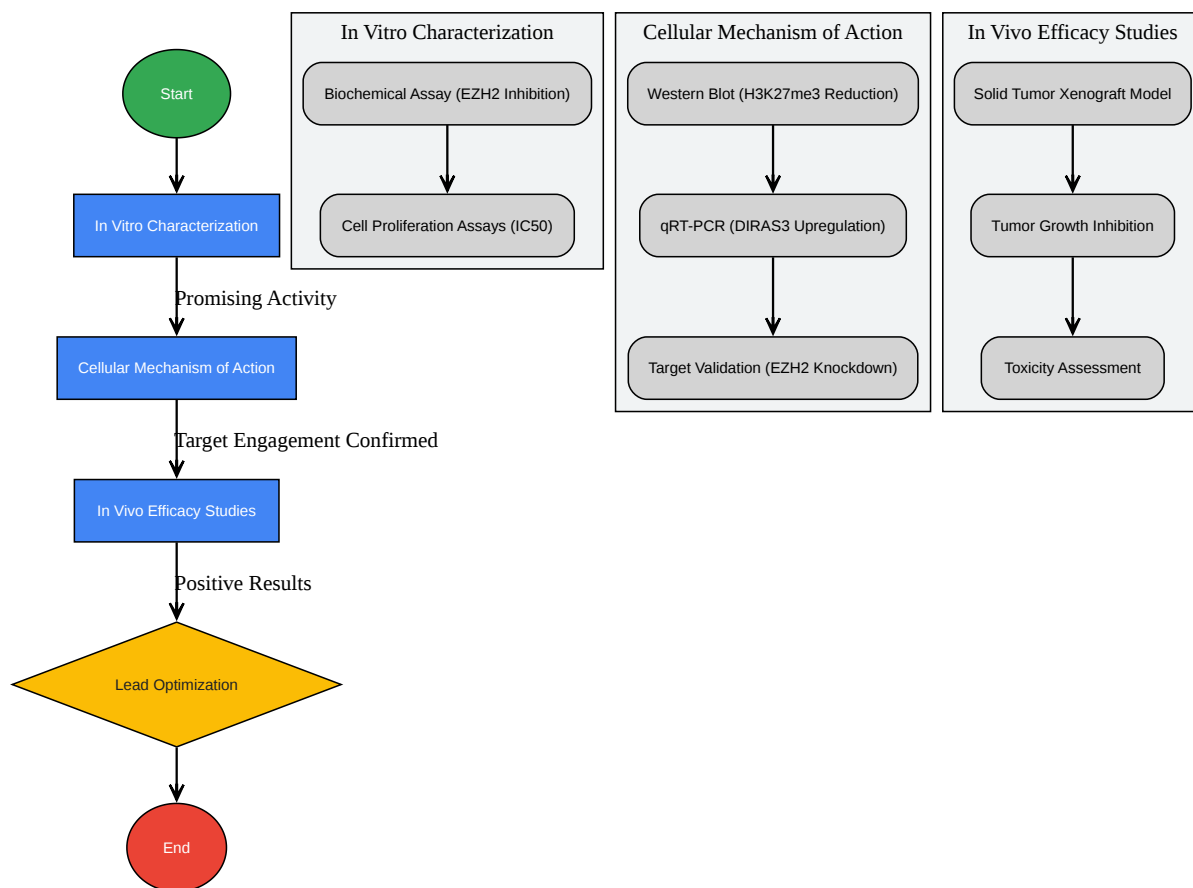 Start
In Vitro Characterization
Promising Activity
Cellular Mechanism of Action
Target Engagement Confirmed
In Vivo Efficacy Studies
Positive Results
Lead Optimization
End
In Vitro Characterization
Biochemical Assay (EZH2 Inhibition)
Cell Proliferation Assays (IC50)
Cellular Mechanism of Action
Western Blot (H3K27me3 Reduction)
qRT-PCR (DIRAS3 Upregulation)
Target Validation (EZH2 Knockdown)
In Vivo Efficacy Studies
Solid Tumor Xenograft Model
Tumor Growth Inhibition
Toxicity Assessment